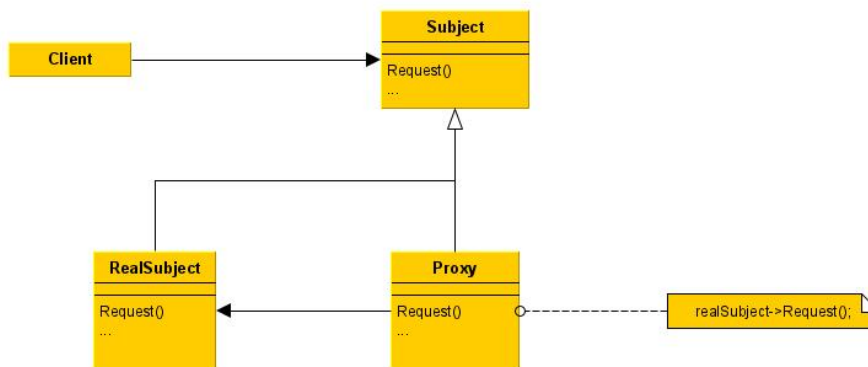 Subject
Client
Request()
...
RealSubject
Proxy
Request()
...
Request()
...
realSubject->Request();